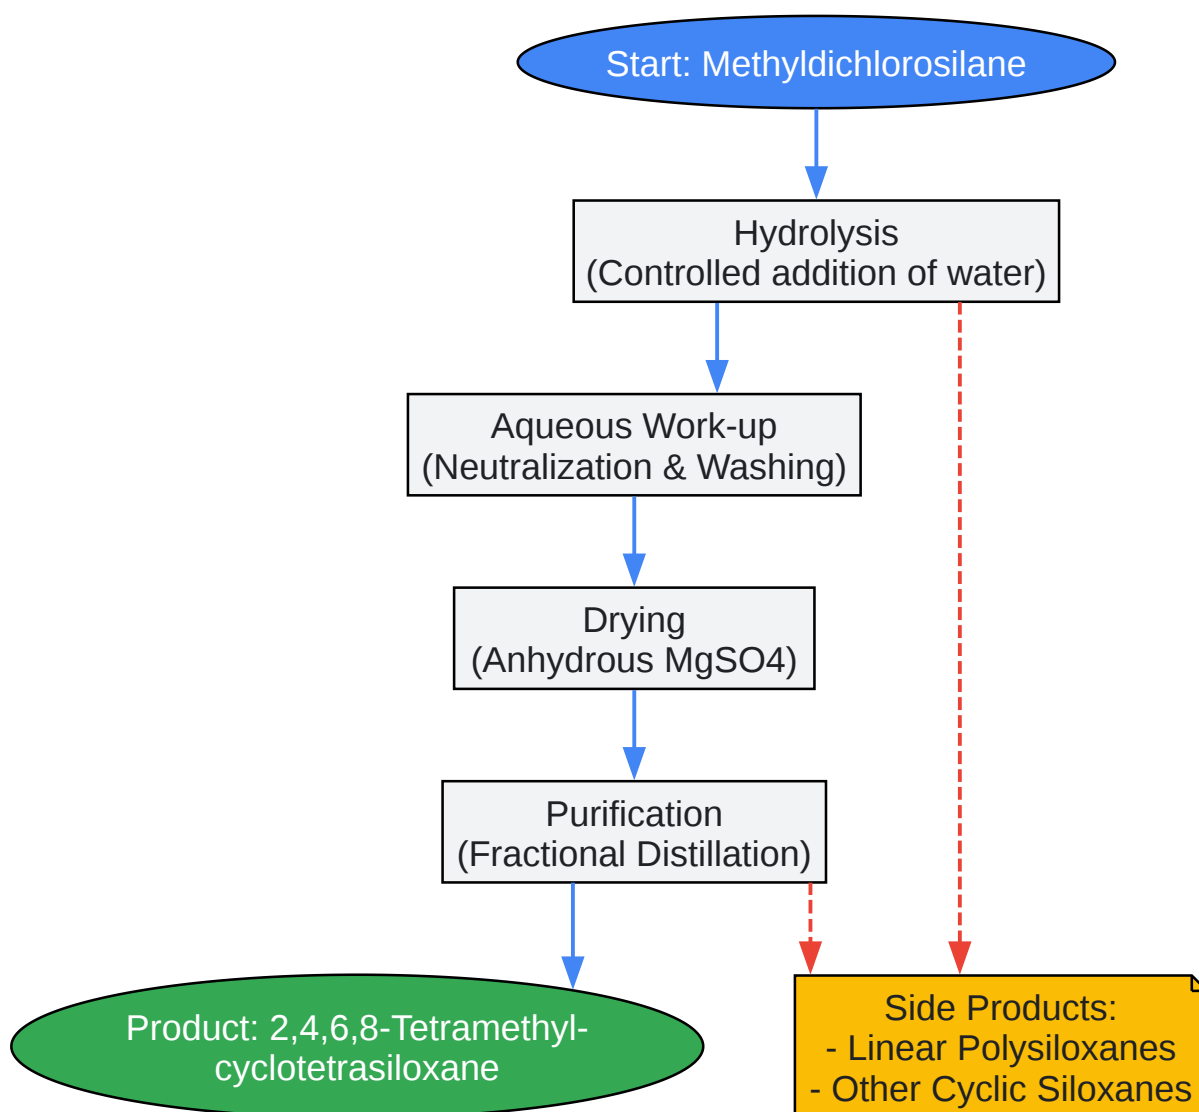 Start: Methyldichlorosilane
Hydrolysis
(Controlled addition of water)
Aqueous Work-up
(Neutralization & Washing)
Drying
(Anhydrous MgSO4)
Purification
(Fractional Distillation)
Product: 2,4,6,8-Tetramethyl-
cyclotetrasiloxane
Side Products:
- Linear Polysiloxanes
- Other Cyclic Siloxanes